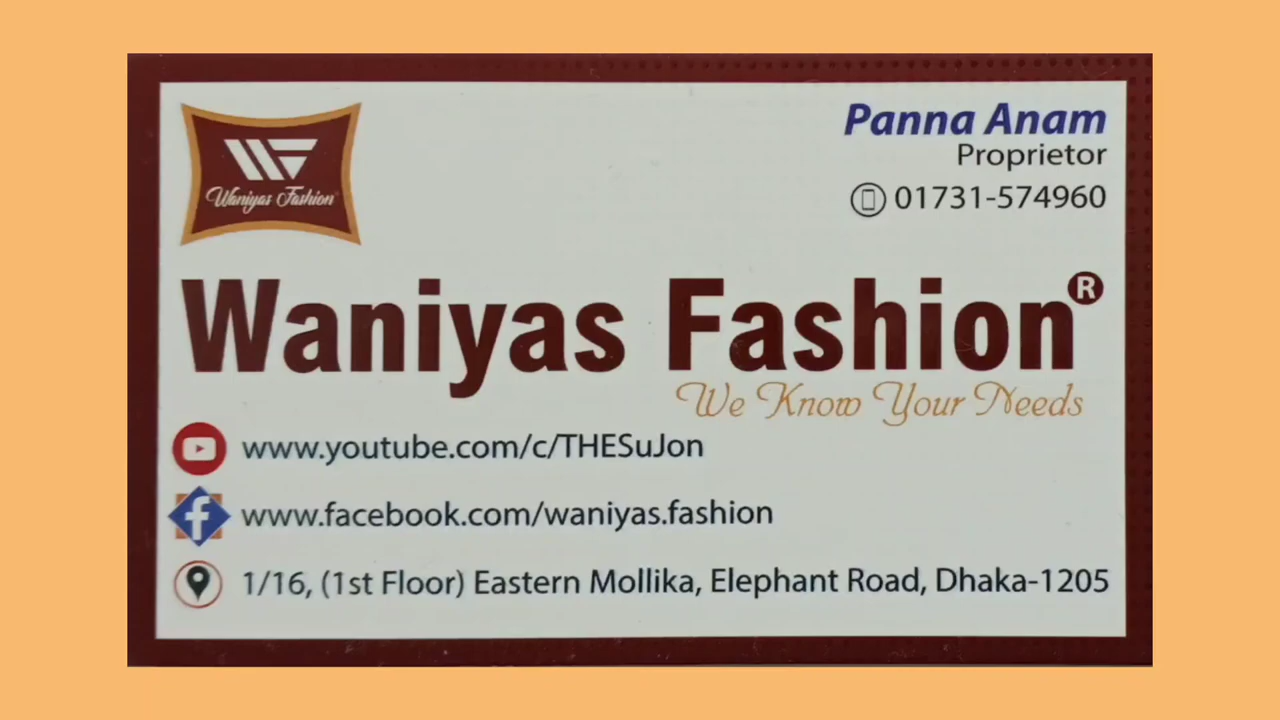 WF
Waniyas Fashion
Panna Anam
Proprietor
01731-574960
Waniyas Fashion®
We Know Your Needs
www.youtube.com/c/THESuJon
www.facebook.com/waniyas.fashion
1/16, (1st Floor) Eastern Mollika, Elephant Road, Dhaka-1205